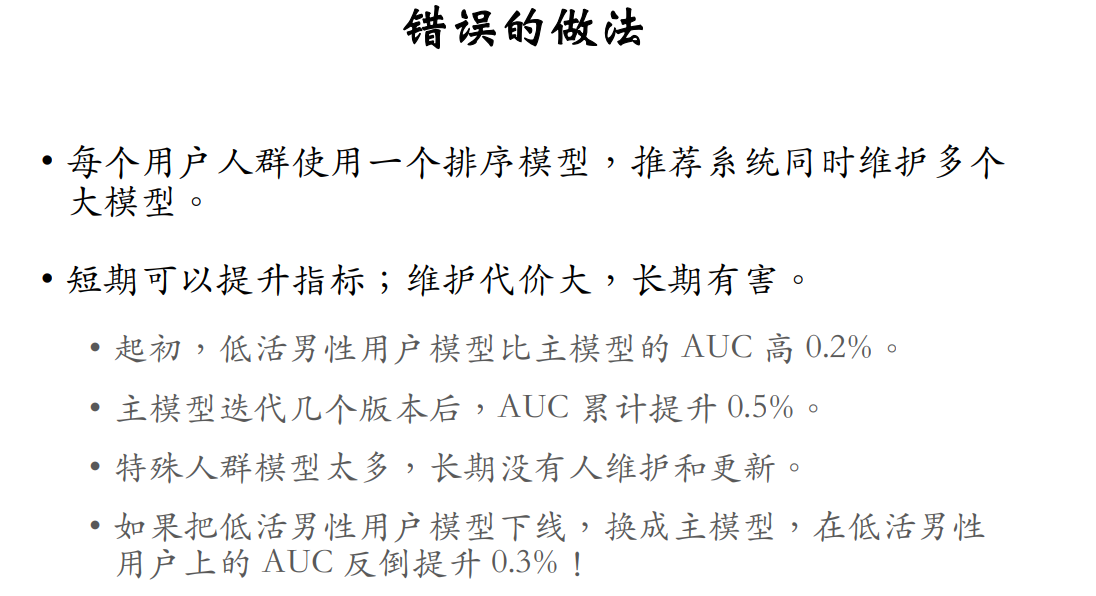 错误的做法
• 每个用户人群使用一个排序模型，推荐系统同时维护多个
大模型。
• 短期可以提升指标；维护代价大，长期有害。
• 起初，低活男性用户模型比主模型的 AUC 高 0.2%。
• 主模型迭代几个版本后，AUC 累计提升 0.5%。
• 特殊人群模型太多，长期没有人维护和更新。
• 如果把低活男性用户模型下线，换成主模型，在低活男性
用户上的 AUC 反倒提升 0.3%！